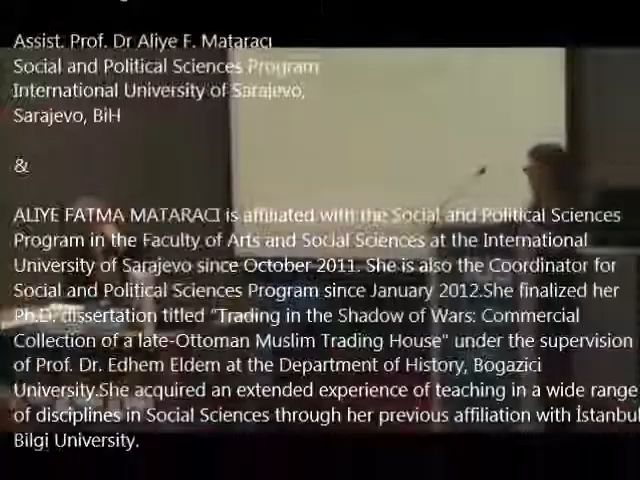 Assist. Prof. Dr Aliye F. Mataracı
Social and Political Sciences Program
International University of Sarajevo,
Sarajevo, BiH
&
ALIYE FATMA MATARACI is affiliated with the Social and Political Sciences
Program in the Faculty of Arts and Social Sciences at the International
University of Sarajevo since October 2011. She is also the Coordinator for
Social and Political Sciences Program since January 2012.She finalized her
Ph.D. dissertation titled "Trading in the Shadow of Wars: Commercial
Collection of a late-Ottoman Muslim Trading House" under the supervision
of Prof. Dr. Edhem Eldem at the Department of History, Bogazici
University.She acquired an extended experience of teaching in a wide range
of disciplines in Social Sciences through her previous affiliation with İstanbul
Bilgi University.